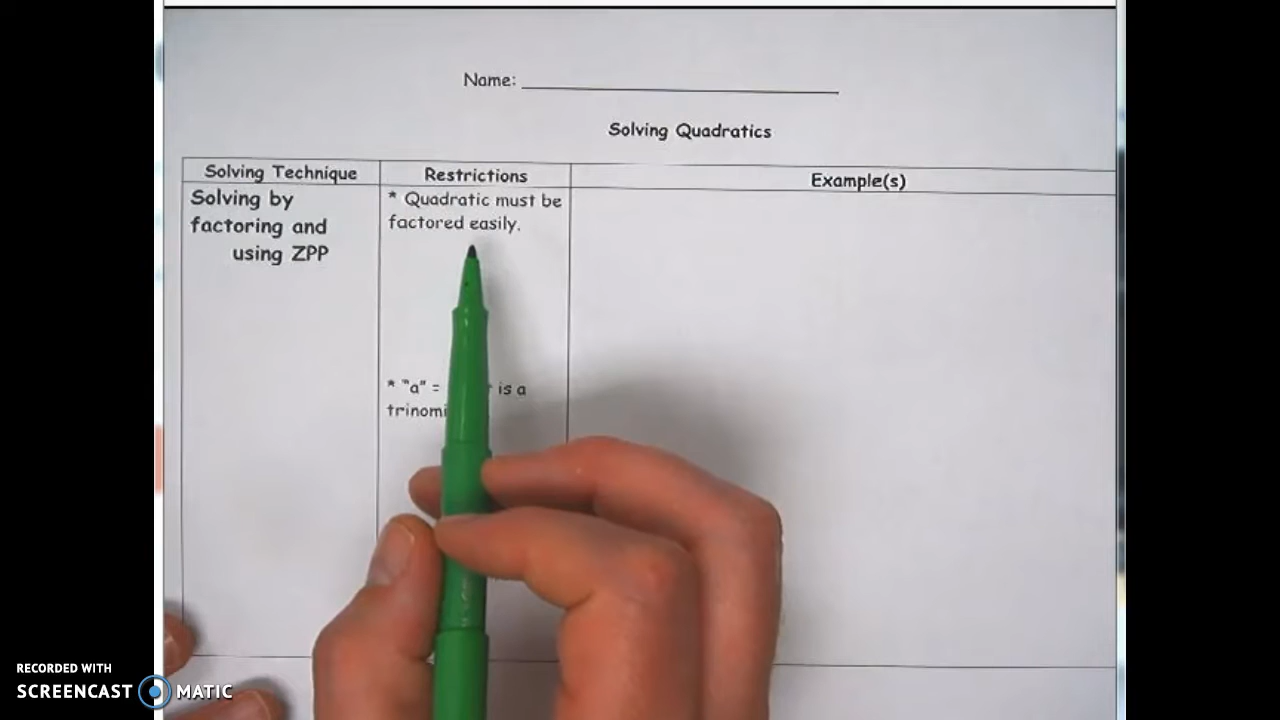 Name:
Solving Quadratics
Solving Technique
Restrictions
Example(s)
Solving by
factoring and
using ZPP
* Quadratic must be
factored easily.
* "a" = is a
RECORDED WITH
SCREENCAST MATIC